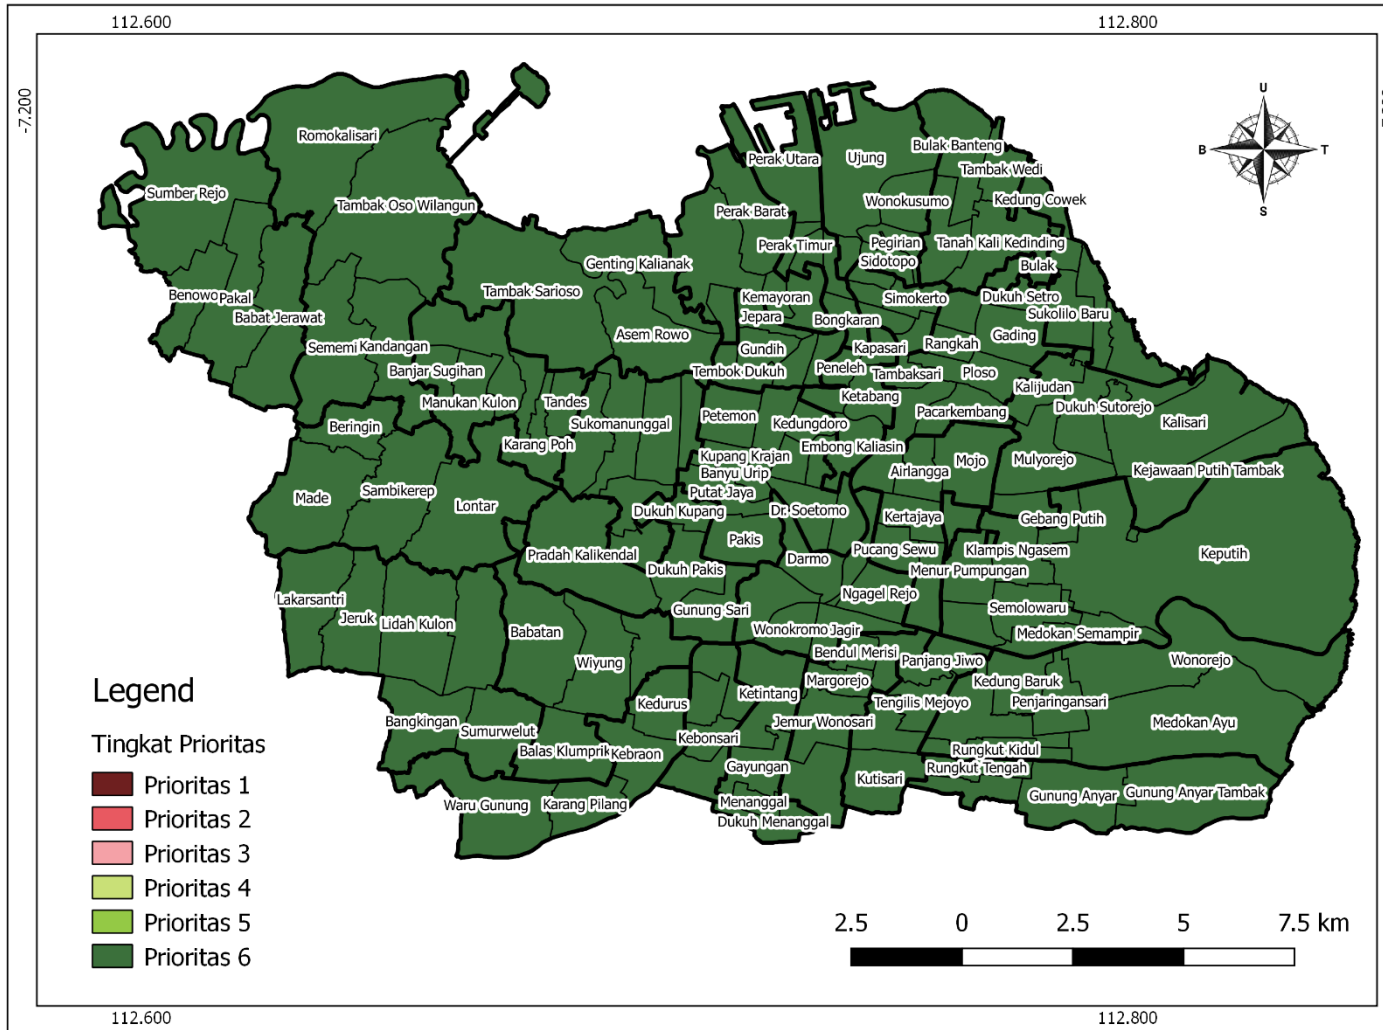 112.600
112.800
-7.200
U
B
T
S
Romokalisari
Perak Utara
Ujung
Bulak Banteng
Tambak Wedi
Sumber Rejo
Tambak Oso Wilangun
Wonokusumo
Kedung Cowek
Perak Barat
Perak Timur
Pegirian
Tanah Kali Kedinding
Sidotopo
Bulak
Genting Kalianak
Tambak Sarioso
Benowo
Pakal
Babat Jerawat
Kemayoran
Simokerto
Dukuh Setro
Jepara
Bongkaran
Sukolilo Baru
Asem Rowo
Gading
Sememi
Kandangan
Gundih
Kapasari
Rangkah
Banjar Sugihan
Tembok Dukuh
Peneleh
Tambaksari
Ploso
Manukan Kulon
Tandes
Ketabang
Kalijudan
Dukuh Sutorejo
Beringin
Sukomanunggal
Petemon
Kedungdoro
Pacarkembang
Kalisari
Karang Poh
Embong Kaliasin
Kupang Krajan
Mojo
Mulyorejo
Banyu Urip
Airlangga
Kejawaan Putih Tambak
Made
Sambikerep
Lontar
Putat Jaya
Dukuh Kupang
Dr. Soetomo
Kertajaya
Gebang Putih
Pakis
Pradah Kalikendal
Darmo
Pucang Sewu
Klampis Ngasem
Keputih
Dukuh Pakis
Menur Pumpungan
Lakarsantri
Jeruk
Lidah Kulon
Gunung Sari
Ngagel Rejo
Semolowaru
Babatan
Wonokromo
Jagir
Medokan Semampir
Wiyung
Bendul Merisi
Panjang Jiwo
Wonorejo
Margorejo
Kedung Baruk
Kedurus
Ketintang
Tengilis Mejoyo
Penjaringansari
Bangkingan
Sumurwelut
Jemur Wonosari
Medokan Ayu
Kebonsari
Balas Klumprik
Kebraon
Rungkut Kidul
Gayungan
Kutisari
Rungkut Tengah
Waru Gunung
Karang Pilang
Menanggal
Gunung Anyar
Gunung Anyar Tambak
Dukuh Menanggal
Legend
Tingkat Prioritas
Prioritas 1
Prioritas 2
Prioritas 3
Prioritas 4
Prioritas 5
Prioritas 6
2.5 0 2.5 5 7.5 km
112.600
112.800